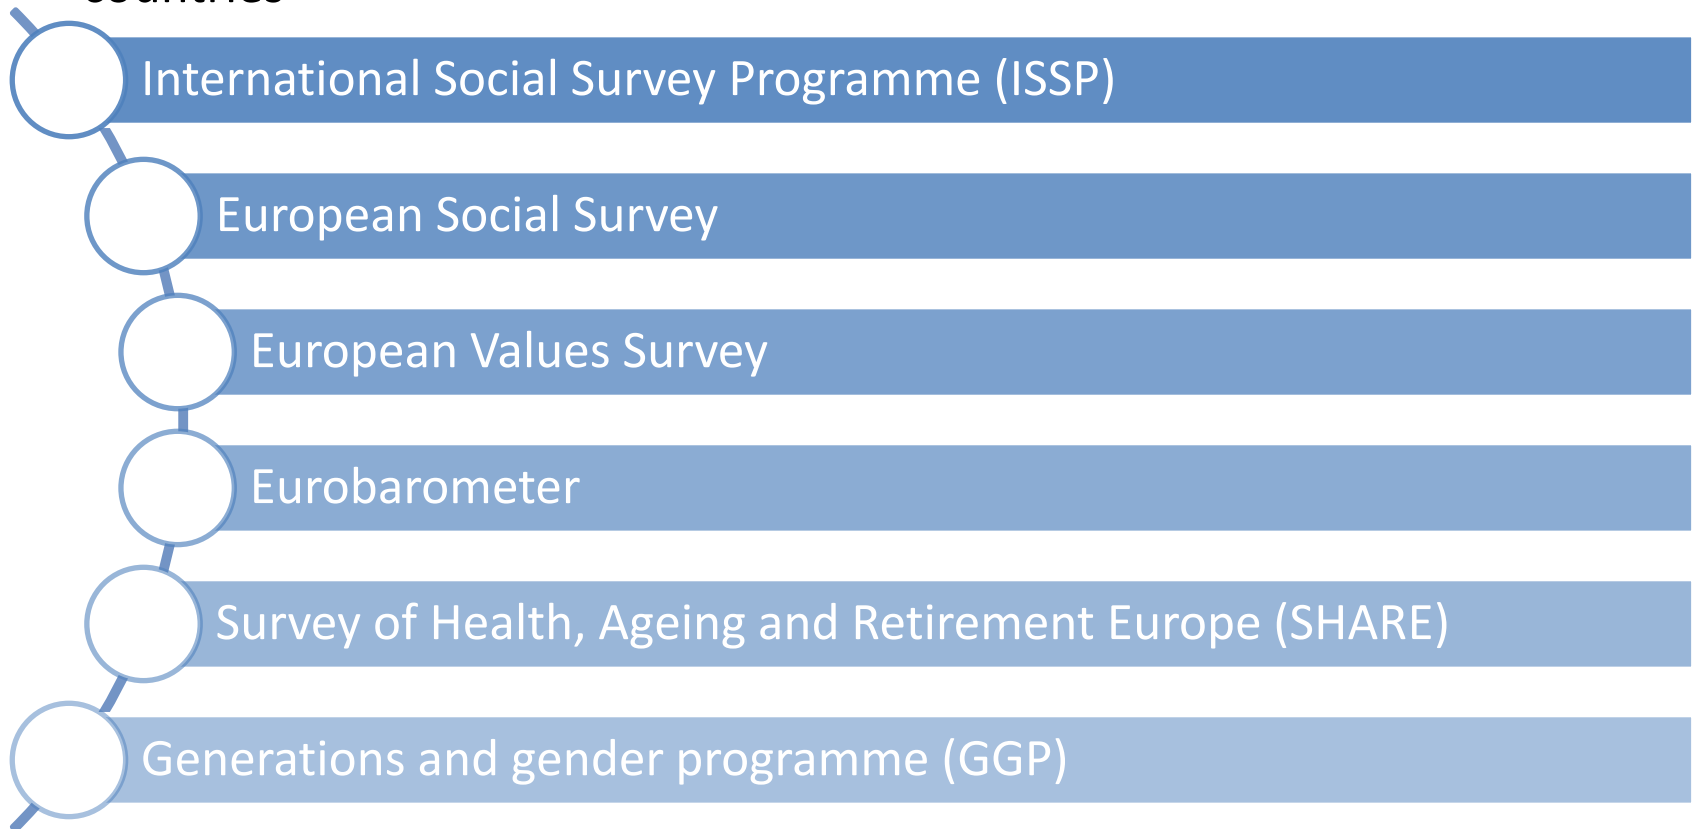 countries
International Social Survey Programme (ISSP)
European Social Survey
European Values Survey
Eurobarometer
Survey of Health, Ageing and Retirement Europe (SHARE)
Generations and gender programme (GGP)